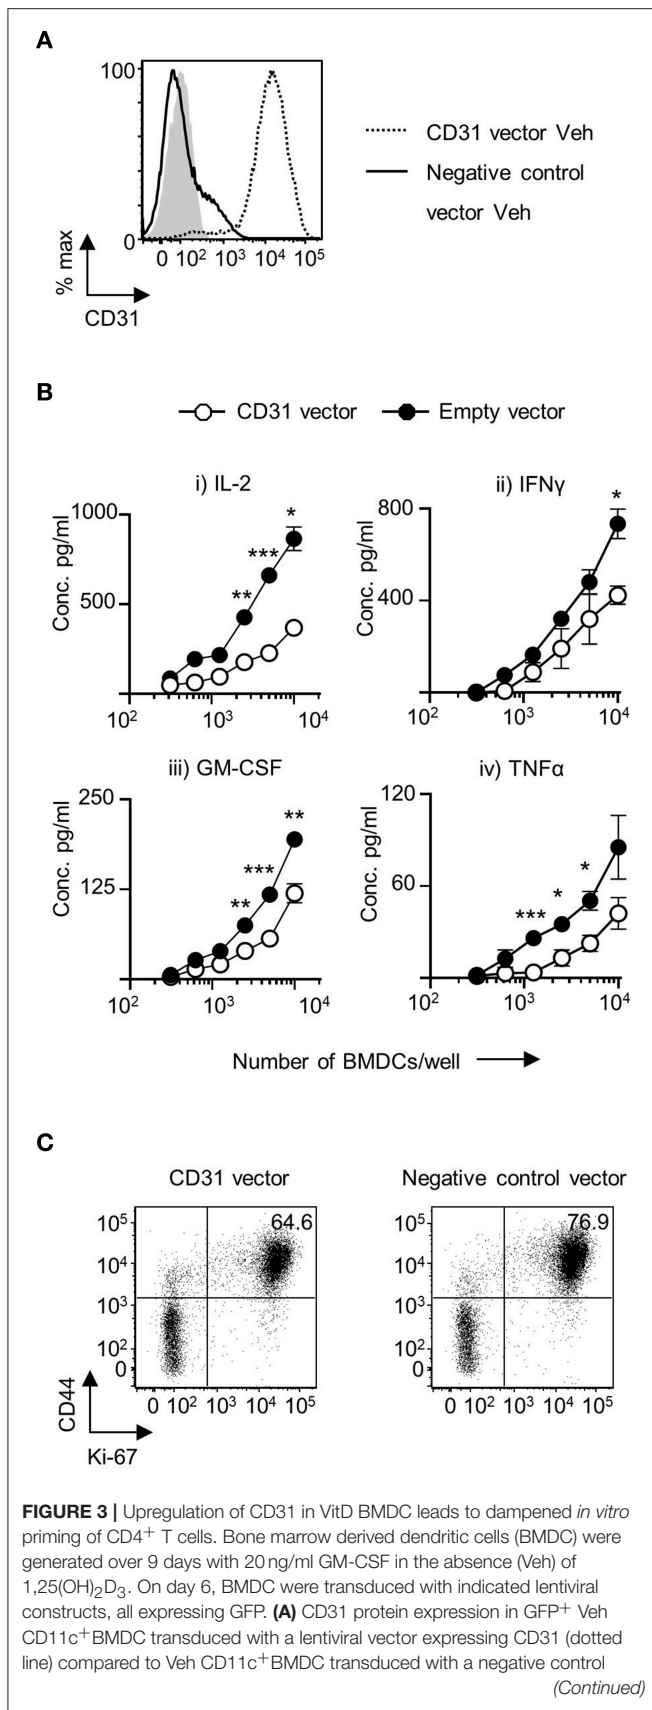 A
100
0
0 10² 10³ 10⁴ 10⁵
% max
CD31
CD31 vector Veh
Negative control
vector Veh
B
CD31 vector Empty vector
i) IL-2
1000
500
Conc. pg/ml
* *** **
10² 10³ 10⁴
ii) IFNγ
800
400
*
10² 10³ 10⁴
iii) GM-CSF
250
125
Conc. pg/ml
** *** **
10² 10³ 10⁴
iv) TNFα
120
60
Conc. pg/ml
*** * *
10² 10³ 10⁴
Number of BMDCs/well
C
CD31 vector
64.6
10⁵
10⁴
10³
10²
0
0 10² 10³ 10⁴ 10⁵
CD44
Ki-67
Negative control vector
76.9
10⁵
10⁴
10³
10²
0
0 10² 10³ 10⁴ 10⁵
FIGURE 3 | Upregulation of CD31 in VitD BMDC leads to dampened in vitro
priming of CD4⁺ T cells. Bone marrow derived dendritic cells (BMDC) were
generated over 9 days with 20 ng/ml GM-CSF in the absence (Veh) of
1,25(OH)₂D₃. On day 6, BMDC were transduced with indicated lentiviral
constructs, all expressing GFP. (A) CD31 protein expression in GFP⁺ Veh
CD11c⁺BMDC transduced with a lentiviral vector expressing CD31 (dotted
line) compared to Veh CD11c⁺BMDC transduced with a negative control
(Continued)